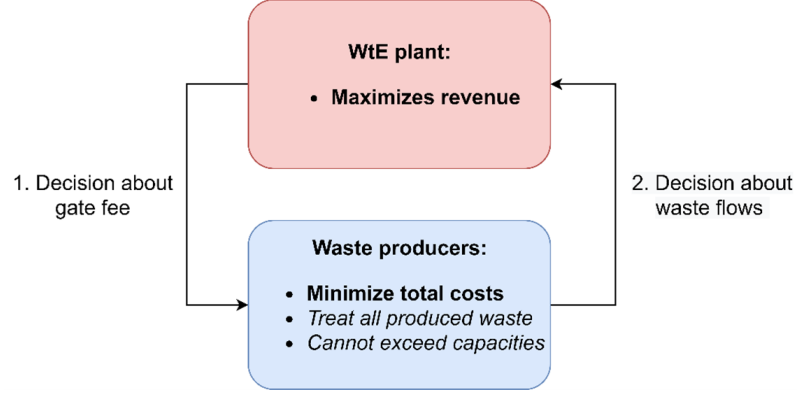 WtE plant:
• Maximizes revenue
1. Decision about
gate fee
2. Decision about
waste flows
Waste producers:
• Minimize total costs
• Treat all produced waste
• Cannot exceed capacities